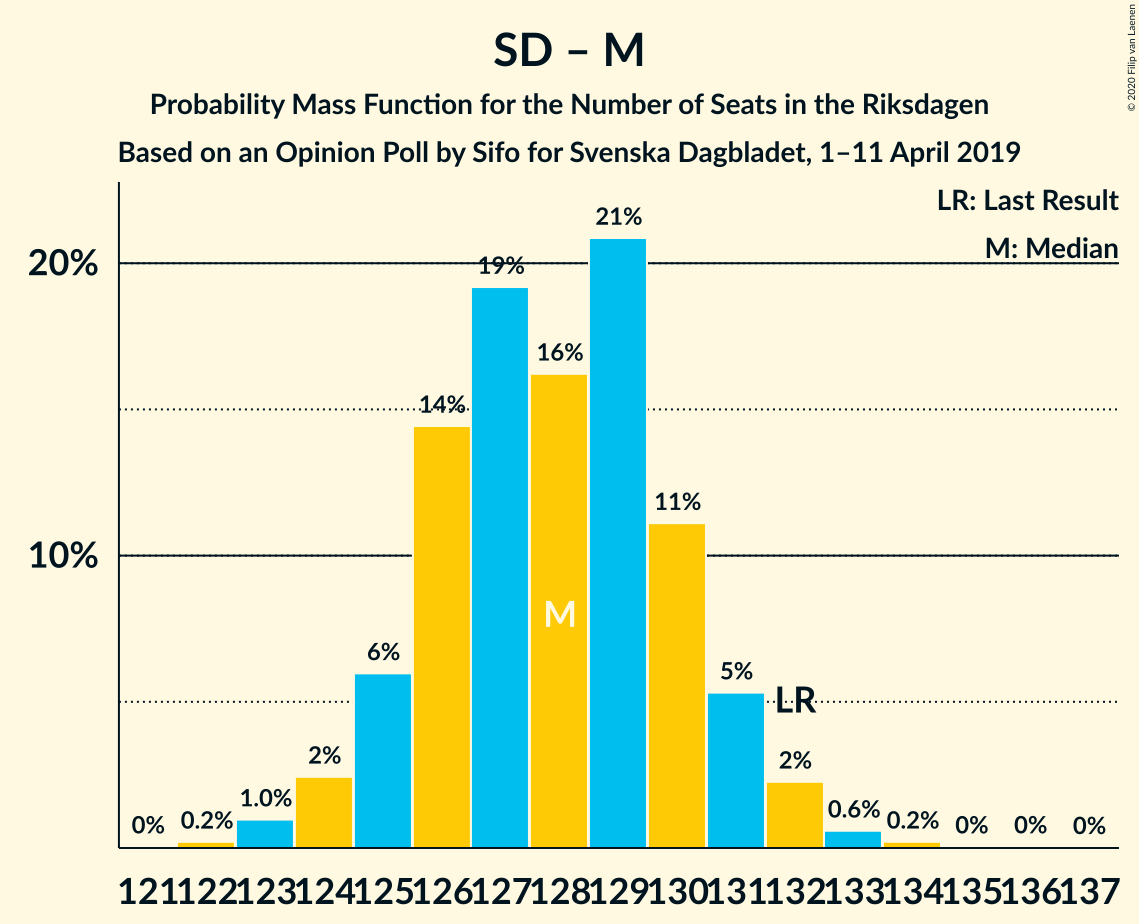 SD – M
Probability Mass Function for the Number of Seats in the Riksdagen
Based on an Opinion Poll by Sifo for Svenska Dagbladet, 1–11 April 2019
© 2020 Filip van Laenen
LR: Last Result
M: Median
20%
10%
0%
0.2%
1.0%
2%
6%
14%
19%
16%
21%
11%
5%
2%
0.6%
0.2%
0%
0%
0%
M
LR
121 122 123 124 125 126 127 128 129 130 131 132 133 134 135 136 137